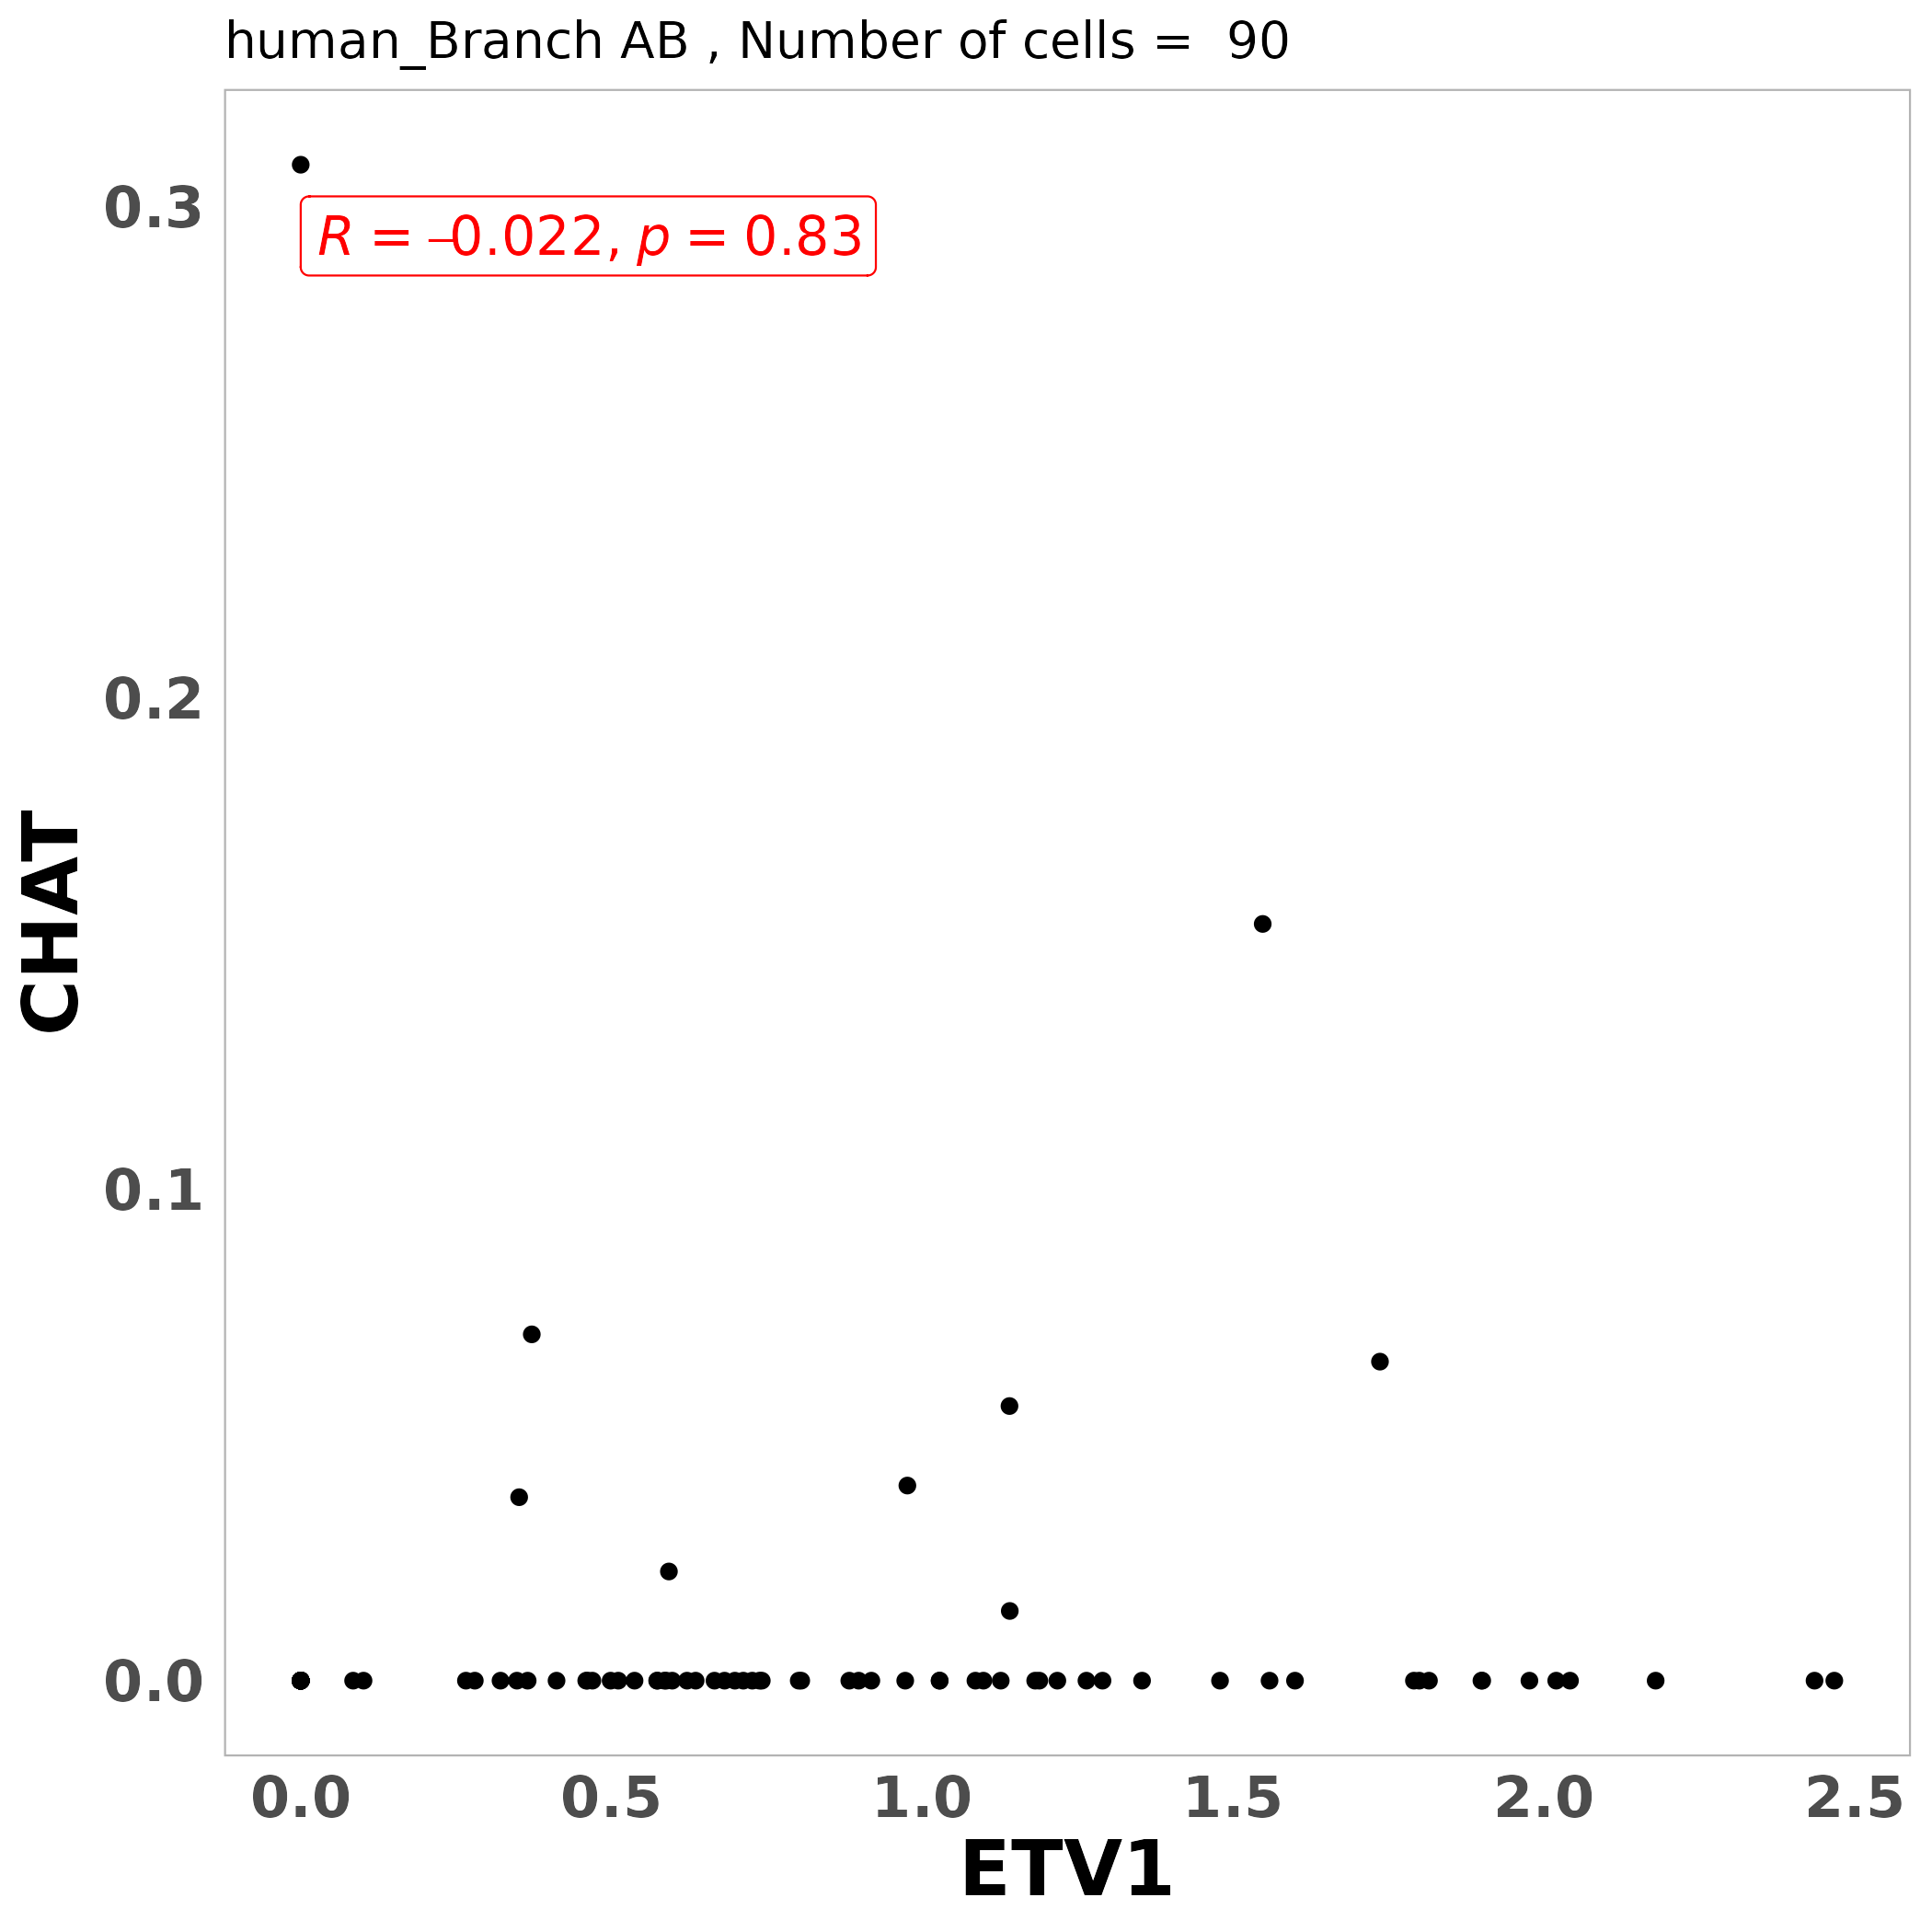 human_Branch AB , Number of cells =  90
R = –0.022, p = 0.83
0.3
0.2
0.1
0.0
CHAT
0.0 0.5 1.0 1.5 2.0 2.5
ETV1